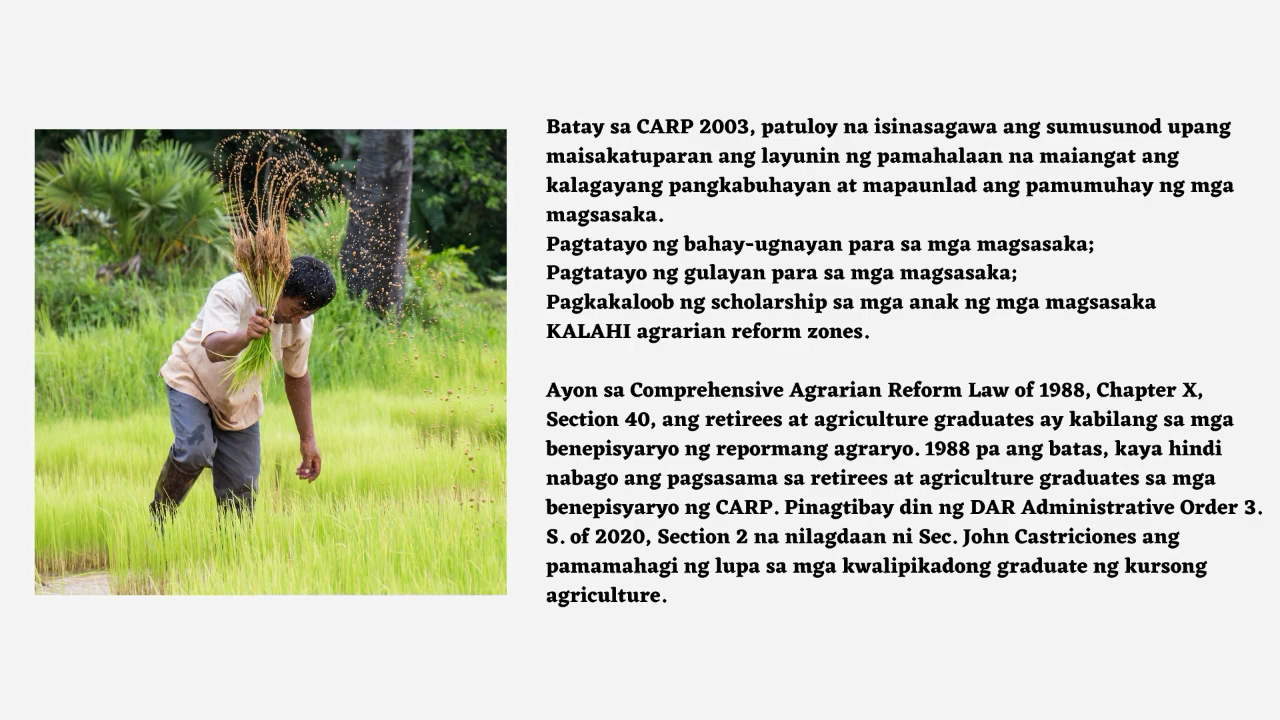 Batay sa CARP 2003, patuloy na isinasagawa ang sumusunod upang
maisakatuparan ang layunin ng pamahalaan na maiangat ang
kalagayang pangkabuhayan at mapaunlad ang pamumuhay ng mga
magsasaka.
Pagtatayo ng bahay-ugnayan para sa mga magsasaka;
Pagtatayo ng gulayan para sa mga magsasaka;
Pagkakaloob ng scholarship sa mga anak ng mga magsasaka
KALAHI agrarian reform zones.
Ayon sa Comprehensive Agrarian Reform Law of 1988, Chapter X,
Section 40, ang retirees at agriculture graduates ay kabilang sa mga
benepisyaryo ng repormang agraryo. 1988 pa ang batas, kaya hindi
nabago ang pagsasama sa retirees at agriculture graduates sa mga
benepisyaryo ng CARP. Pinagtibay din ng DAR Administrative Order 3.
S. of 2020, Section 2 na nilagdaan ni Sec. John Castriciones ang
pamamahagi ng lupa sa mga kwalipikadong graduate ng kursong
agriculture.